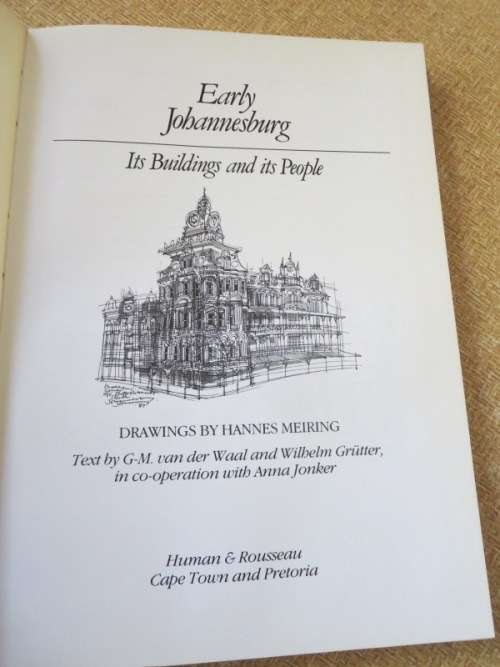 Early
Johannesburg
Its Buildings and its People
DRAWINGS BY HANNES MEIRING
Text by G-M. van der Waal and Wilhelm Grütter,
in co-operation with Anna Jonker
Human & Rousseau
Cape Town and Pretoria